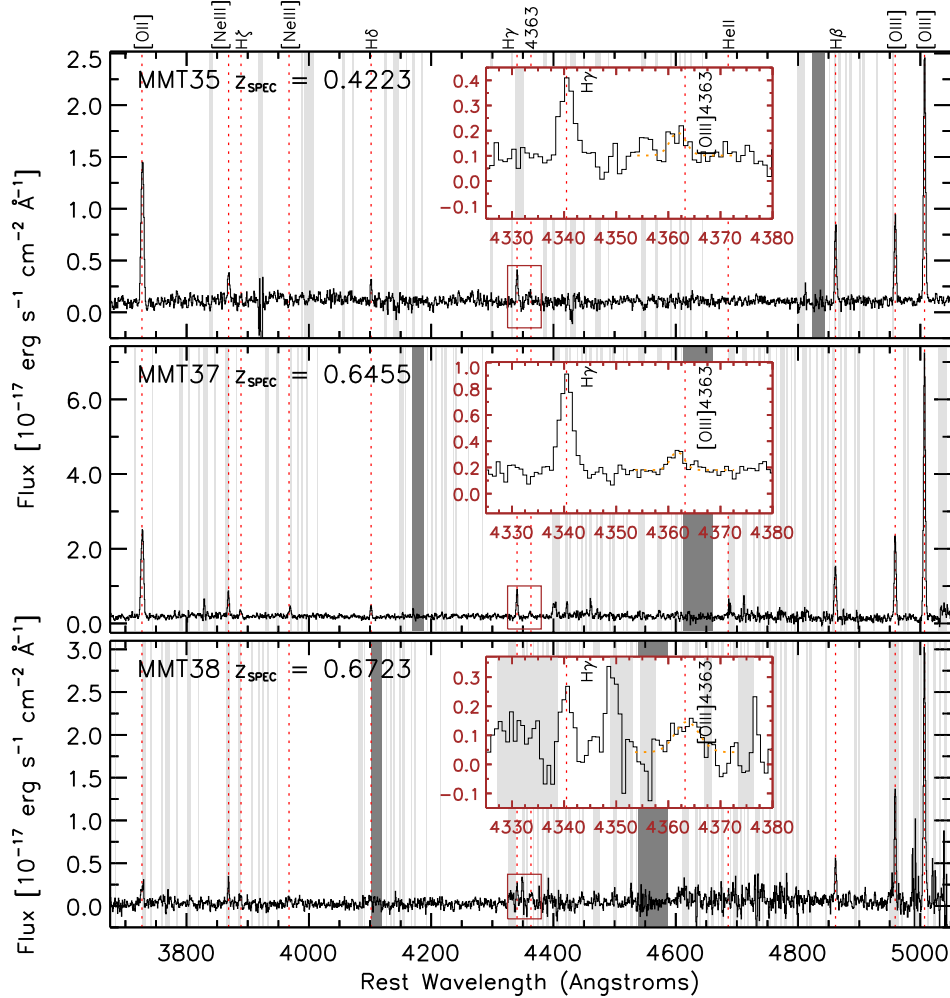 [OII] [NeIII] Hζ [NeIII] Hδ Hγ 4363 HeII Hβ [OIII] [OIII]
MMT35 zSPEC = 0.4223
2.5
2.0
1.5
1.0
0.5
0.0
Flux [10⁻¹⁷ erg s⁻¹ cm⁻² Å⁻¹]
0.4
0.3
0.2
0.1
0.0
−0.1
Hγ
[OIII]4363
4330 4340 4350 4360 4370 4380
MMT37 zSPEC = 0.6455
6.0
4.0
2.0
0.0
Flux [10⁻¹⁷ erg s⁻¹ cm⁻² Å⁻¹]
1.0
0.8
0.6
0.4
0.2
0.0
Hγ
[OIII]4363
4330 4340 4350 4360 4370 4380
MMT38 zSPEC = 0.6723
3.0
2.5
2.0
1.5
1.0
0.5
0.0
0.3
0.2
0.1
0.0
−0.1
Hγ
[OIII]4363
4330 4340 4350 4360 4370 4380
3800 4000 4200 4400 4600 4800 5000
Rest Wavelength (Angstroms)